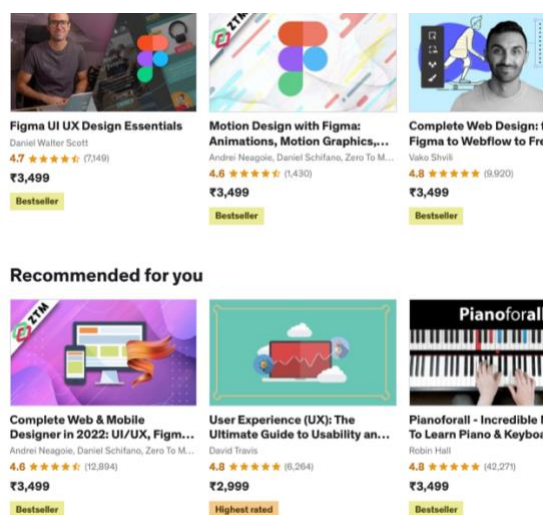 Figma UI UX Design Essentials
Daniel Walter Scott
4.7 (7,149)
₹3,499
Bestseller
ZTM
Motion Design with Figma:
Animations, Motion Graphics,...
Andrei Neagoie, Daniel Schifano, Zero To M...
4.6 (1,430)
₹3,499
Bestseller
Complete Web Design:
Figma to Webflow to Fre
Vako Shvili
4.8 (9,920)
₹3,499
Bestseller
Recommended for you
ZTM
Complete Web & Mobile
Designer in 2022: UI/UX, Figm...
Andrei Neagoie, Daniel Schifano, Zero To M...
4.6 (12,894)
₹3,499
Bestseller
User Experience (UX): The
Ultimate Guide to Usability an...
David Travis
4.8 (6,264)
₹2,999
Highest rated
Pianoforall
Pianoforall - Incredible
To Learn Piano & Keyboa
Robin Hall
4.8 (42,271)
₹3,499
Bestseller